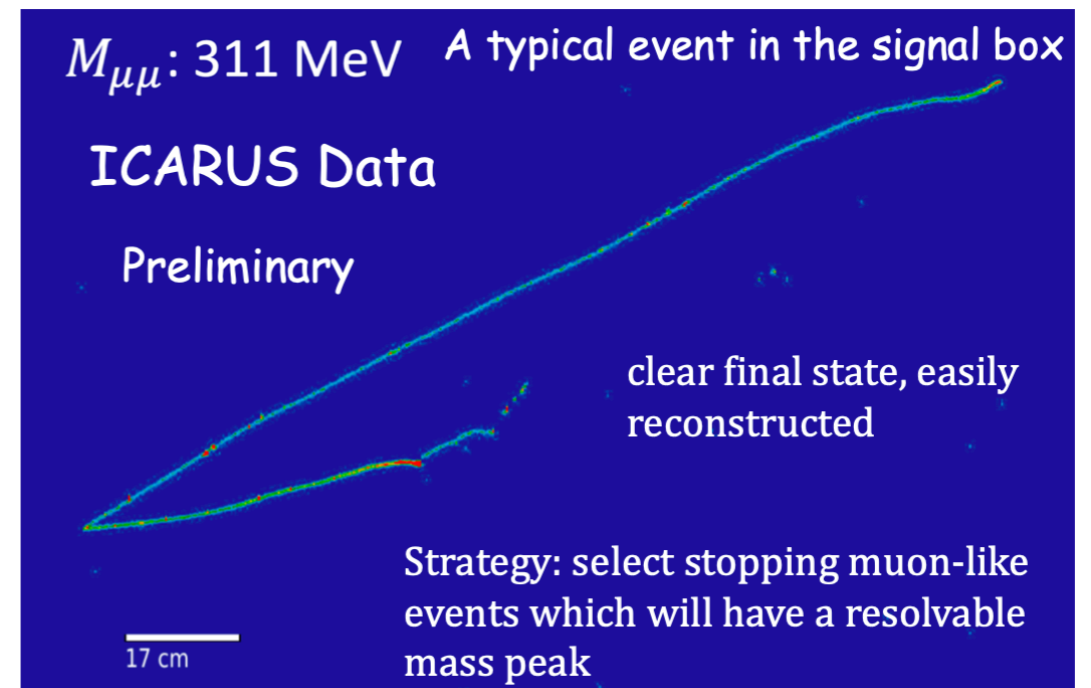 M_μμ: 311 MeV A typical event in the signal box
ICARUS Data
Preliminary
clear final state, easily
reconstructed
Strategy: select stopping muon-like
events which will have a resolvable
mass peak
17 cm